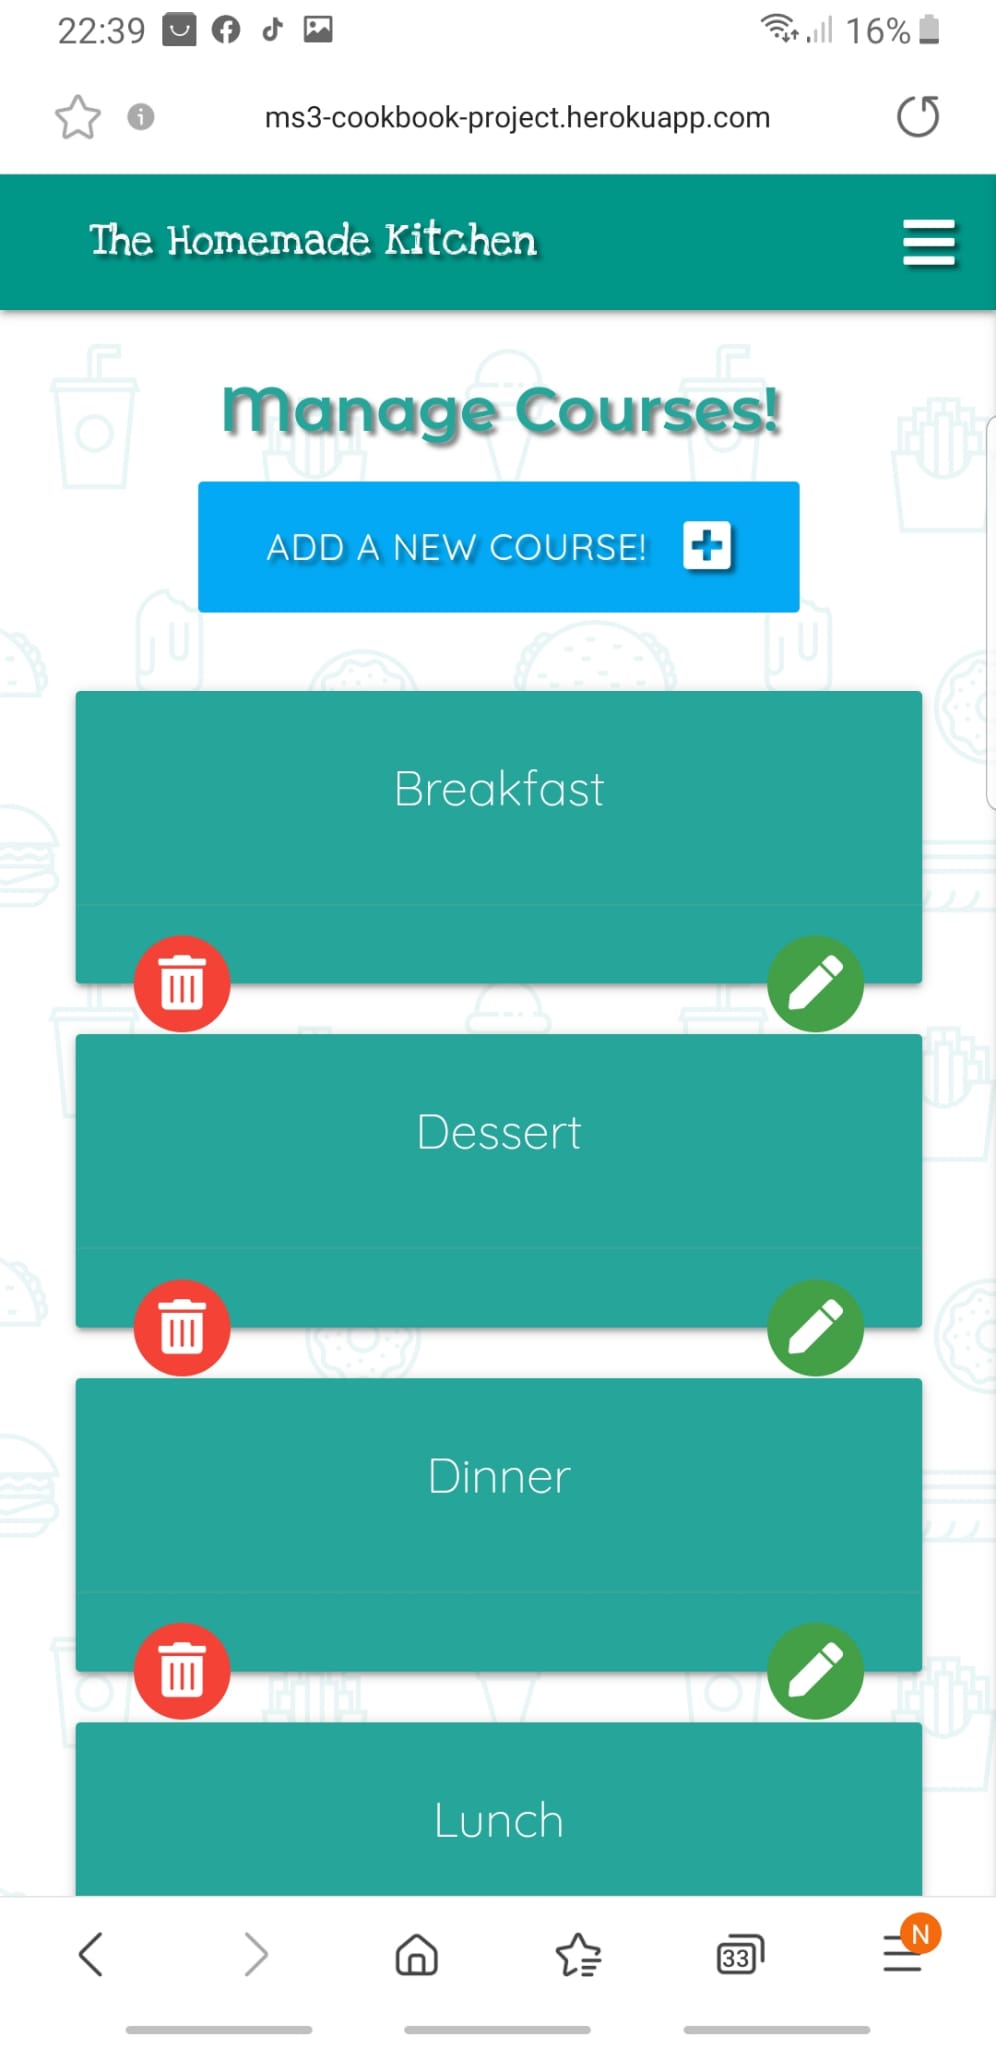 22:39
16%
ms3-cookbook-project.herokuapp.com
The Homemade Kitchen
Manage Courses!
ADD A NEW COURSE!
Breakfast
Dessert
Dinner
Lunch
33
N